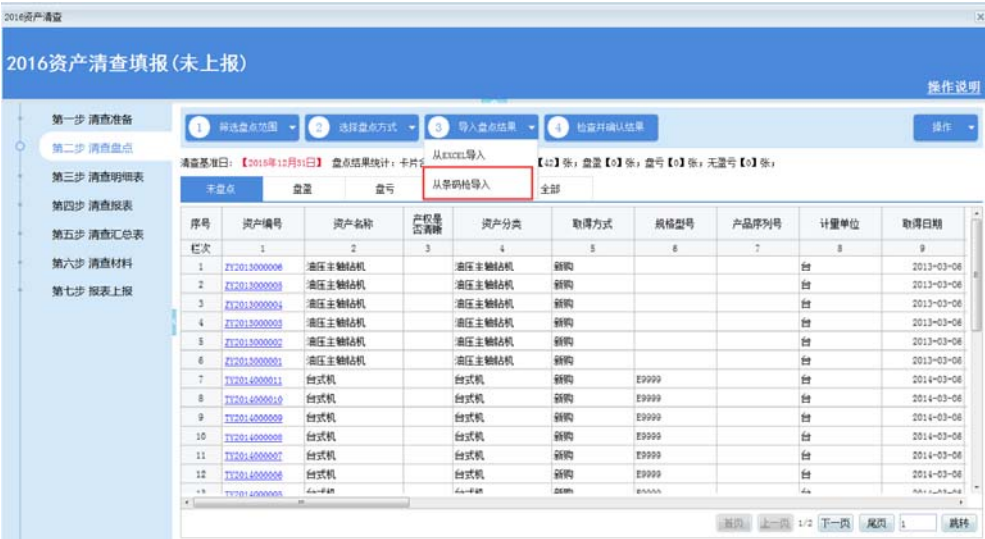 2016资产清查
2016资产清查填报(未上报)
操作说明
第一步 清查准备
第二步 清查盘点
第三步 清查明细表
第四步 清查报表
第五步 清查汇总表
第六步 清查材料
第七步 报表上报
1 筛选盘点范围 2 选择盘点方式 3 导入盘点结果 4 检查并确认结果 操作
从EXCEL导入
从条码枪导入
清查基准日:【2015年12月31日】 盘点结果统计:卡片合 【42】张;盘盈【0】张;盘亏【0】张;无盈亏【0】张;
未盘点 盘盈 盘亏 全部
序号 资产编号 资产名称 产权是否清晰 资产分类 取得方式 规格型号 产品序列号 计量单位 取得日期
栏次 1 2 3 4 5 6 7 8 9
1 ZY2013000006 油压主轴钻机 油压主轴钻机 新购 台 2013-03-06
2 ZY2013000005 油压主轴钻机 油压主轴钻机 新购 台 2013-03-06
3 ZY2013000004 油压主轴钻机 油压主轴钻机 新购 台 2013-03-06
4 ZY2013000003 油压主轴钻机 油压主轴钻机 新购 台 2013-03-06
5 ZY2013000002 油压主轴钻机 油压主轴钻机 新购 台 2013-03-06
6 ZY2013000001 油压主轴钻机 油压主轴钻机 新购 台 2013-03-06
7 TY2014000011 台式机 台式机 新购 E9999 台 2014-03-06
8 TY2014000010 台式机 台式机 新购 E9999 台 2014-03-06
9 TY2014000009 台式机 台式机 新购 E9999 台 2014-03-06
10 TY2014000008 台式机 台式机 新购 E9999 台 2014-03-06
11 TY2014000007 台式机 台式机 新购 E9999 台 2014-03-06
12 TY2014000006 台式机 台式机 新购 E9999 台 2014-03-06
首页 上一页 1/2 下一页 尾页 1 跳转